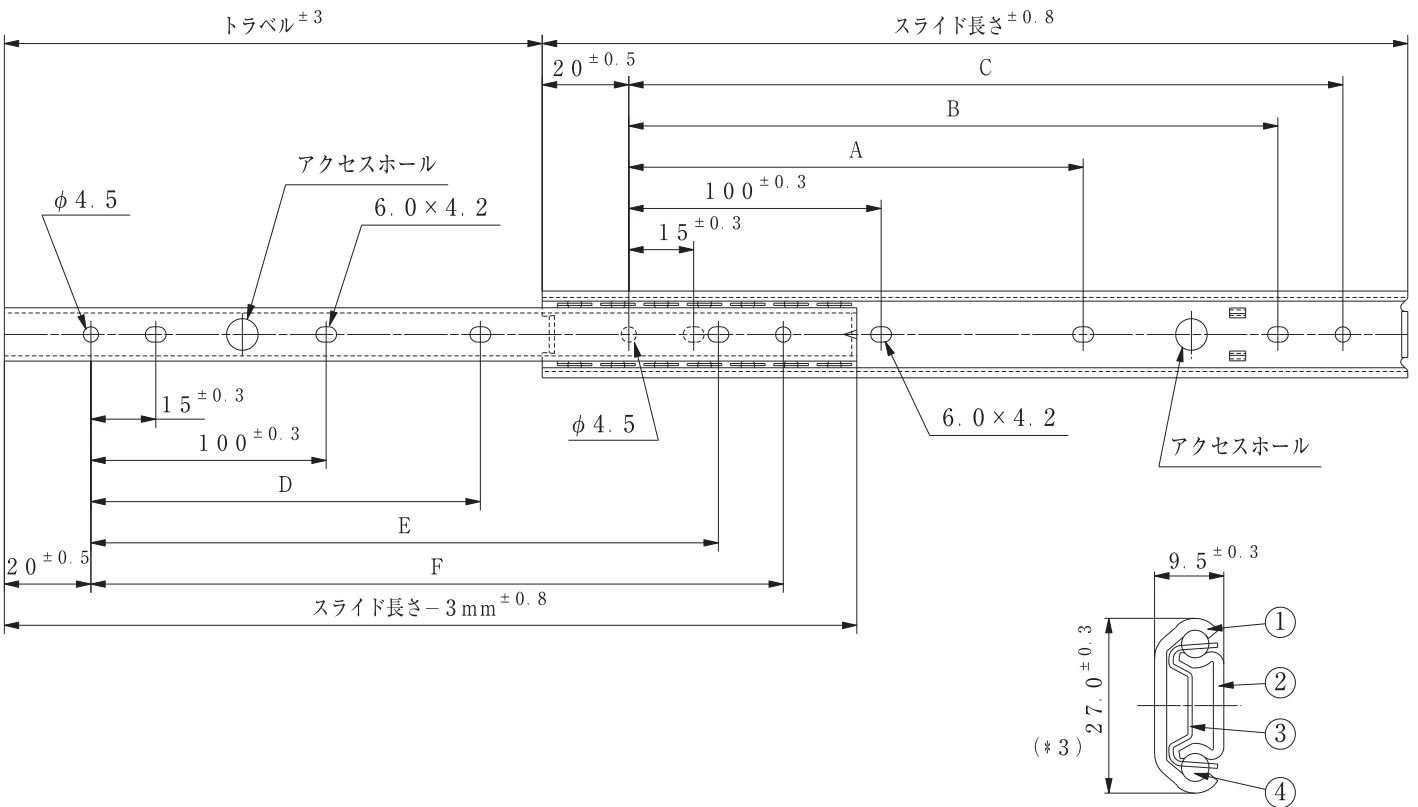 トラベル±3
スライド長さ±0.8
20±0.5
C
B
A
アクセスホール
100±0.3
φ4.5
6.0×4.2
15±0.3
15±0.3
φ4.5
6.0×4.2
100±0.3
アクセスホール
D
E
20±0.5
F
9.5±0.3
スライド長さ−3mm±0.8
①
27.0±0.3
②
③
(*3)
④